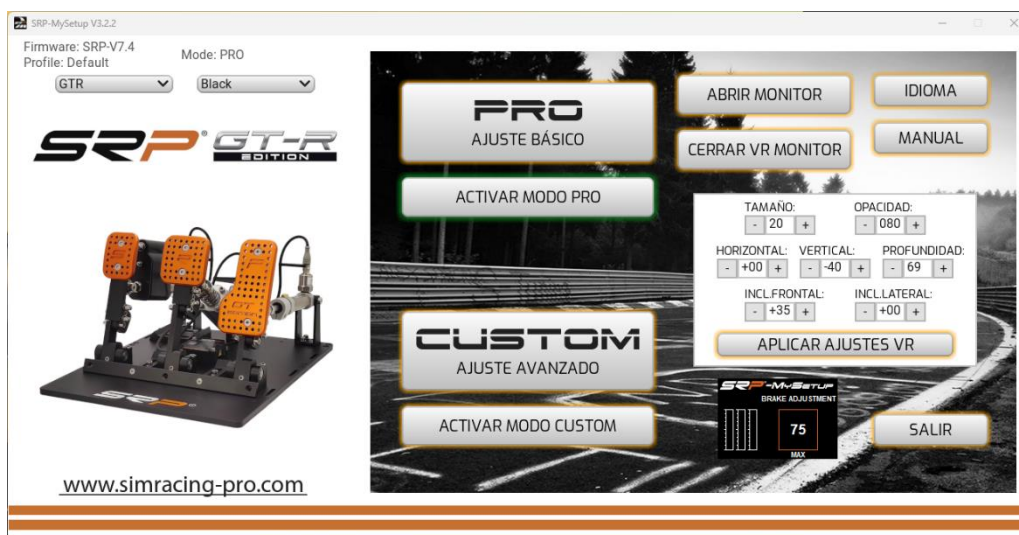 SRP-MySetup V3.2.2
Firmware: SRP-V7.4
Profile: Default
Mode: PRO
GTR
Black
SRP GT-R
EDITION
www.simracing-pro.com
PRO
AJUSTE BÁSICO
ACTIVAR MODO PRO
CUSTOM
AJUSTE AVANZADO
ACTIVAR MODO CUSTOM
ABRIR MONITOR
IDIOMA
CERRAR VR MONITOR
MANUAL
TAMAÑO: OPACIDAD:
- 20 + - 080 +
HORIZONTAL: VERTICAL: PROFUNDIDAD:
- +00 + - -40 + - 69 +
INCL.FRONTAL: INCL.LATERAL:
- +35 + - +00 +
APLICAR AJUSTES VR
SRP-MySetup
BRAKE ADJUSTMENT
75
MAX
SALIR